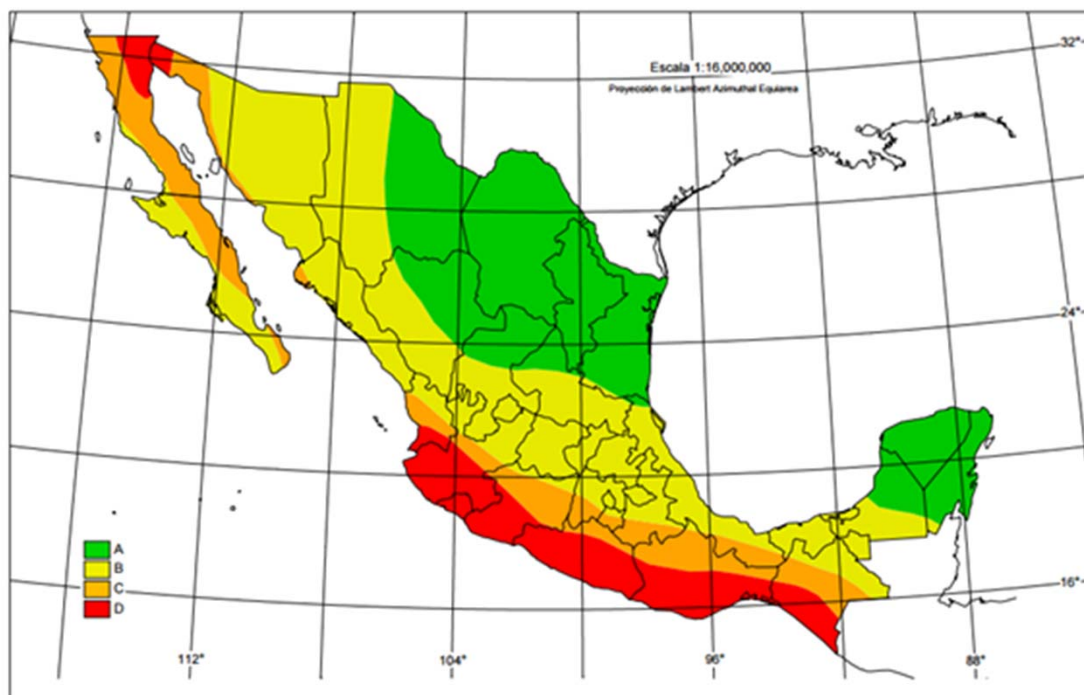 32°
Escala 1:16,000,000
Proyección de Lambert Azimuthal Equiarea
24°
A
B
C
D
16°
112°
104°
96°
88°